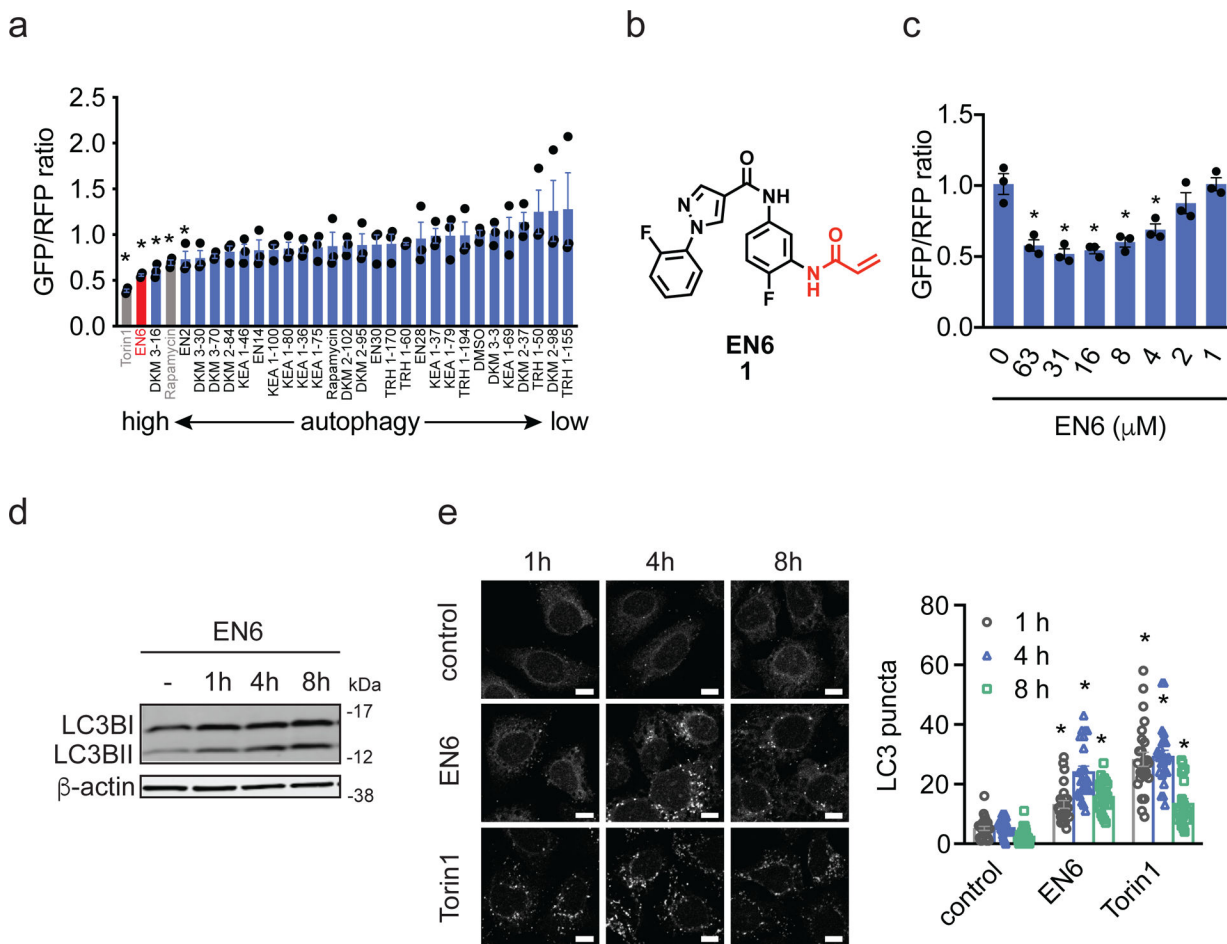 a
GFP/RFP ratio
2.5
2.0
1.5
1.0
0.5
0.0
*
*
*
*
*
Torin1
EN6
DKM 3-16
Rapamycin
EN2
DKM 3-30
DKM 3-70
DKM 2-84
KEA 1-46
EN14
KEA 1-100
KEA 1-80
KEA 1-36
KEA 1-75
Rapamycin
DKM 2-102
DKM 2-95
EN30
TRH 1-170
TRH 1-60
EN28
KEA 1-37
KEA 1-79
TRH 1-194
DMSO
DKM 3-3
KEA 1-69
DKM 2-37
TRH 1-50
DKM 2-98
TRH 1-155
high autophagy low
b
O
NH
N
N
F
O
N
H
F
EN6
1
c
GFP/RFP ratio
1.5
1.0
0.5
0.0
*
*
*
*
*
0 63 31 16 8 4 2 1
EN6 (μM)
d
EN6
- 1h 4h 8h kDa
LC3BI -17
LC3BII -12
β-actin -38
e
1h 4h 8h
control
EN6
Torin1
LC3 puncta
80
60
40
20
0
1 h
4 h
8 h
*
*
*
*
*
*
control EN6 Torin1